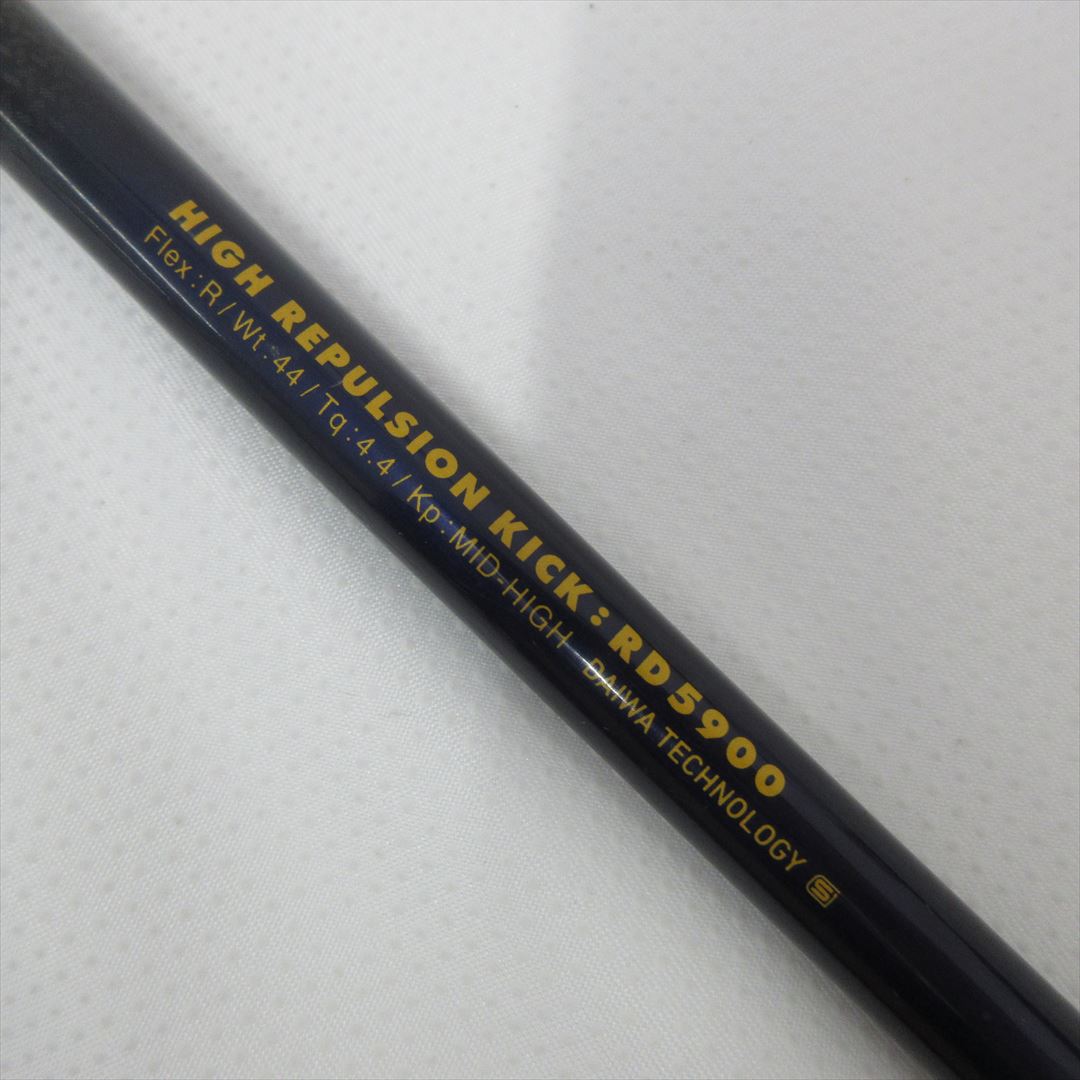 HIGH REPULSION KICK: RD5900
Flex:R/Wt:44/Tq:4.4/Kp:MID-HIGH DAIWA TECHNOLOGY S